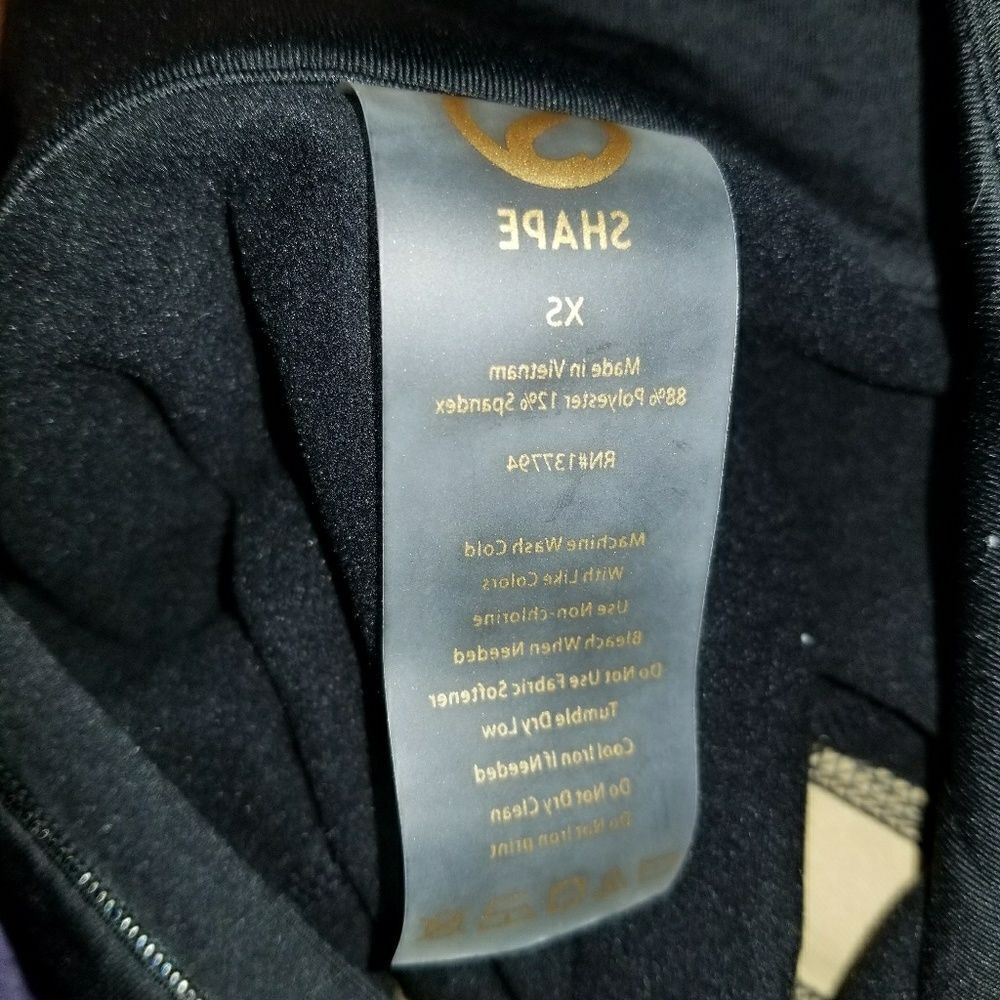 SHAPE
XS
Made in Vietnam
88% Polyester 12% Spandex
RN#137794
Machine Wash Cold
With Like Colors
Use Non-chlorine
Bleach When Needed
Do Not Use Fabric Softener
Tumble Dry Low
Cool Iron If Needed
Do Not Dry Clean
Do Not Iron print